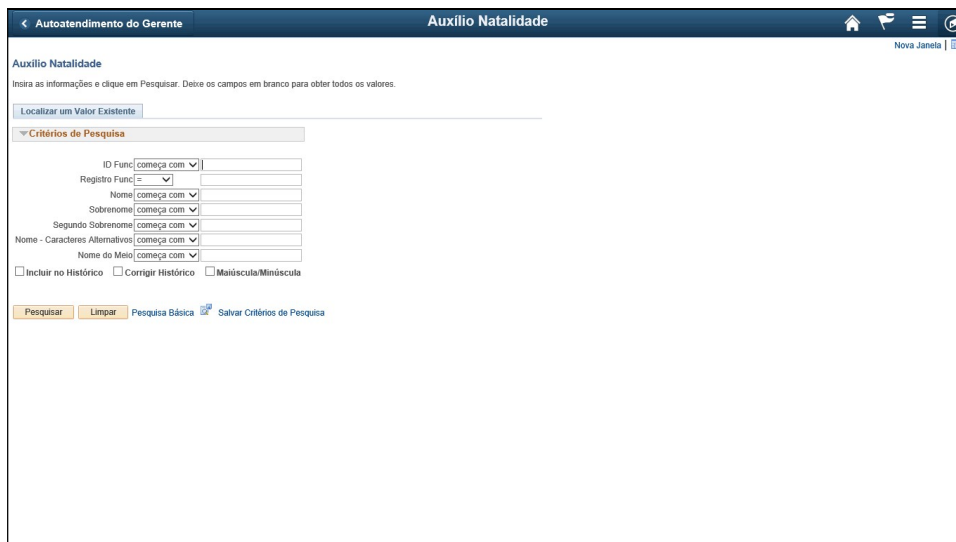 Autoatendimento do Gerente
Auxílio Natalidade
Nova Janela |
Auxílio Natalidade
Insira as informações e clique em Pesquisar. Deixe os campos em branco para obter todos os valores.
Localizar um Valor Existente
Critérios de Pesquisa
ID Func começa com
Registro Func =
Nome começa com
Sobrenome começa com
Segundo Sobrenome começa com
Nome - Caracteres Alternativos começa com
Nome do Meio começa com
Incluir no Histórico Corrigir Histórico Maiúscula/Minúscula
Pesquisar Limpar Pesquisa Básica Salvar Critérios de Pesquisa